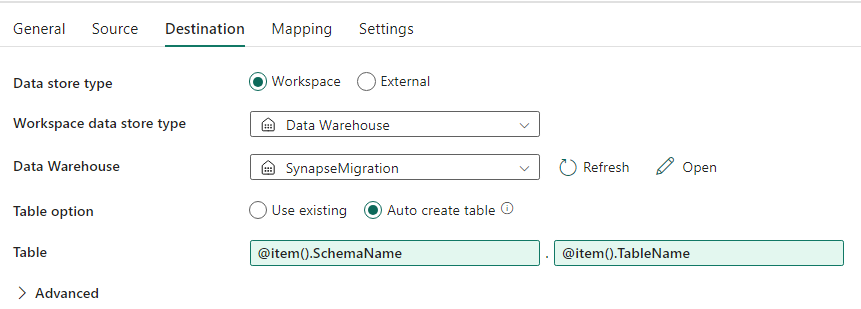 General Source Destination Mapping Settings
Data store type Workspace External
Workspace data store type Data Warehouse
Data Warehouse SynapseMigration Refresh Open
Table option Use existing Auto create table
Table @item().SchemaName . @item().TableName
Advanced